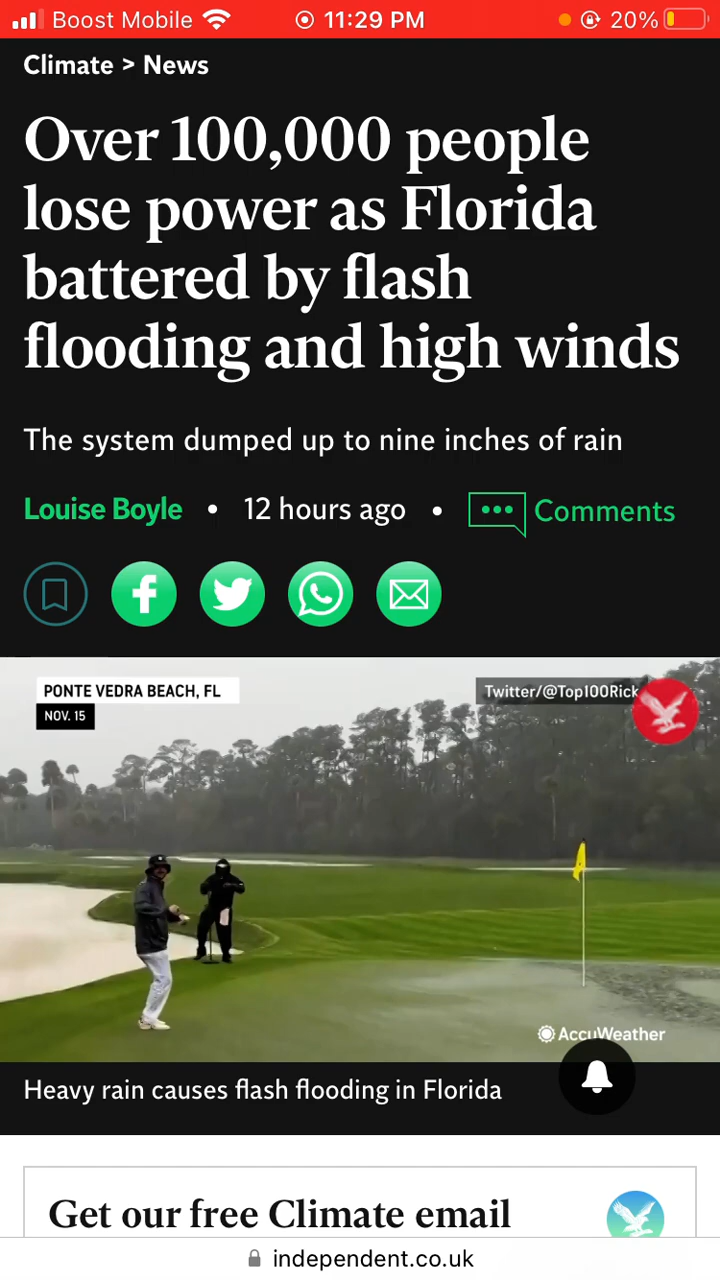 Boost Mobile 11:29 PM 20%
Climate > News
Over 100,000 people
lose power as Florida
battered by flash
flooding and high winds
The system dumped up to nine inches of rain
Louise Boyle • 12 hours ago • Comments
PONTE VEDRA BEACH, FL
Twitter/@Top100Rick
NOV. 15
AccuWeather
Heavy rain causes flash flooding in Florida
Get our free Climate email
independent.co.uk